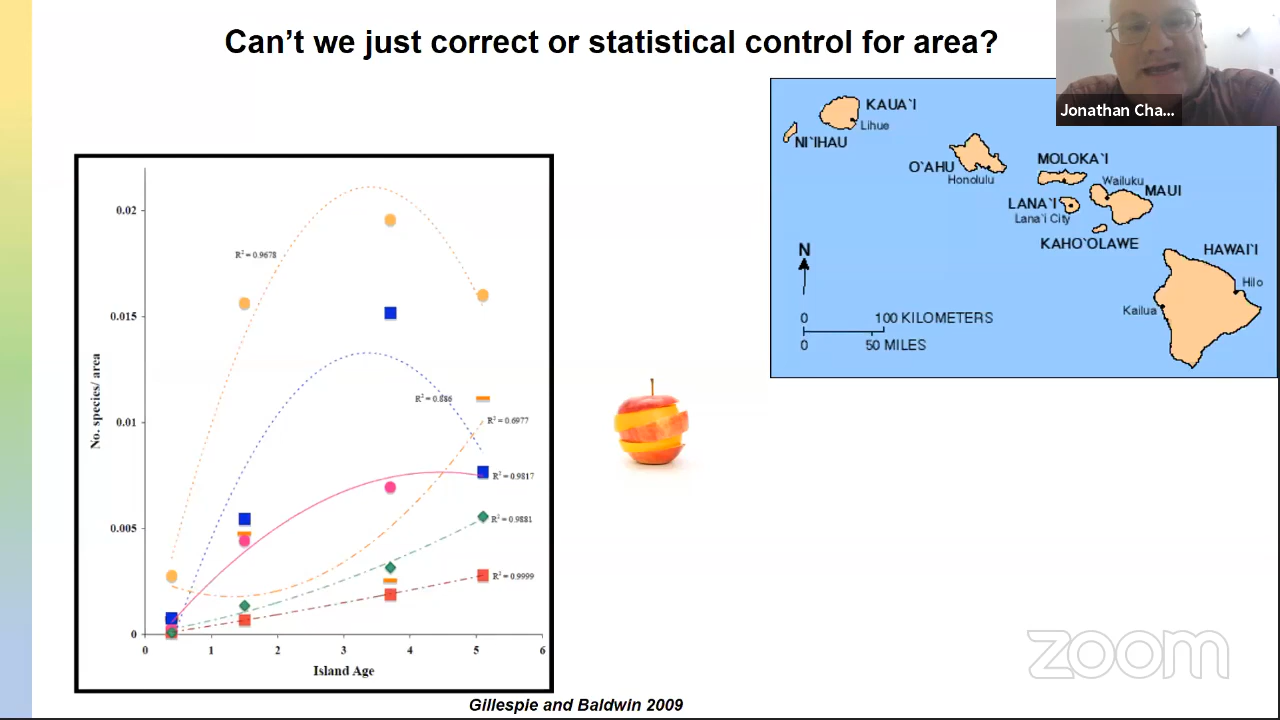 Can't we just correct or statistical control for area?
Jonathan Cha...
KAUA`I
Lihue
NI`IHAU
O`AHU
Honolulu
MOLOKA`I
Wailuku
MAUI
LANA`I
Lana`i City
KAHO`OLAWE
HAWAI`I
Hilo
Kailua
N
0 100 KILOMETERS
0 50 MILES
0.02
0.015
0.01
0.005
0
No. species/ area
R² = 0.9678
R² = 0.886
R² = 0.6977
R² = 0.9817
R² = 0.9881
R² = 0.9999
0 1 2 3 4 5 6
Island Age
Gillespie and Baldwin 2009
zoom